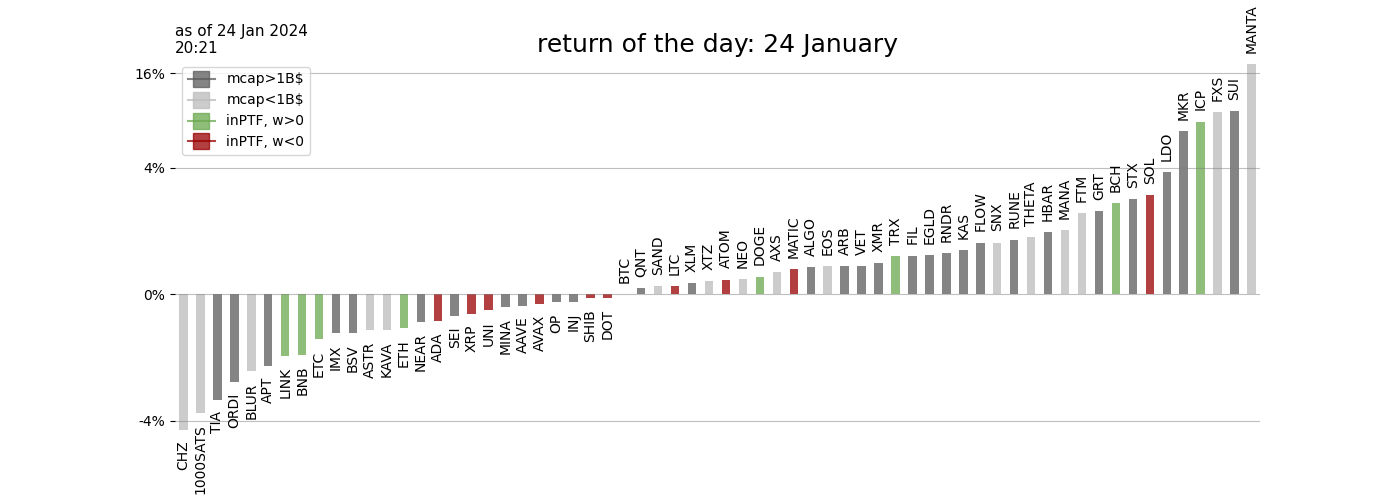 as of 24 Jan 2024
20:21
return of the day: 24 January
16%
4%
0%
-4%
mcap>1B$
mcap<1B$
inPTF, w>0
inPTF, w<0
CHZ
1000SATS
TIA
ORDI
BLUR
APT
LINK
BNB
ETC
IMX
BSV
ASTR
KAVA
ETH
NEAR
ADA
SEI
XRP
UNI
MINA
AAVE
AVAX
OP
INJ
SHIB
DOT
BTC
QNT
SAND
LTC
XLM
XTZ
ATOM
NEO
DOGE
AXS
MATIC
ALGO
EOS
ARB
VET
XMR
TRX
FIL
EGLD
RNDR
KAS
FLOW
SNX
RUNE
THETA
HBAR
MANA
FTM
GRT
BCH
STX
SOL
LDO
MKR
ICP
FXS
SUI
MANTA